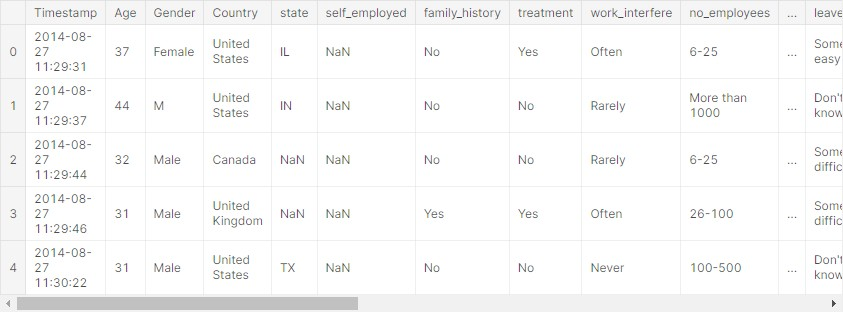 Timestamp Age Gender Country state self_employed family_history treatment work_interfere no_employees ... leave
0 2014-08-27 11:29:31 37 Female United States IL NaN No Yes Often 6-25 ... Some easy
1 2014-08-27 11:29:37 44 M United States IN NaN No No Rarely More than 1000 ... Don't know
2 2014-08-27 11:29:44 32 Male Canada NaN NaN No No Rarely 6-25 ... Some diffic
3 2014-08-27 11:29:46 31 Male United Kingdom NaN NaN Yes Yes Often 26-100 ... Some diffic
4 2014-08-27 11:30:22 31 Male United States TX NaN No No Never 100-500 ... Don't know